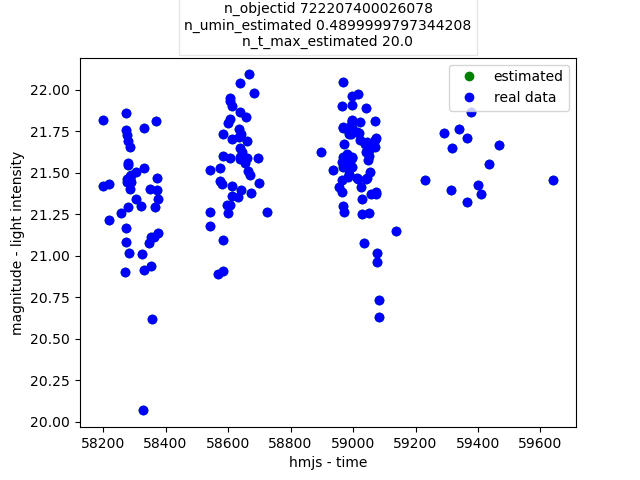 n_objectid 722207400026078
n_umin_estimated 0.4899999797344208
n_t_max_estimated 20.0
estimated
real data
magnitude - light intensity
22.00
21.75
21.50
21.25
21.00
20.75
20.50
20.25
20.00
58200 58400 58600 58800 59000 59200 59400 59600
hmjs - time